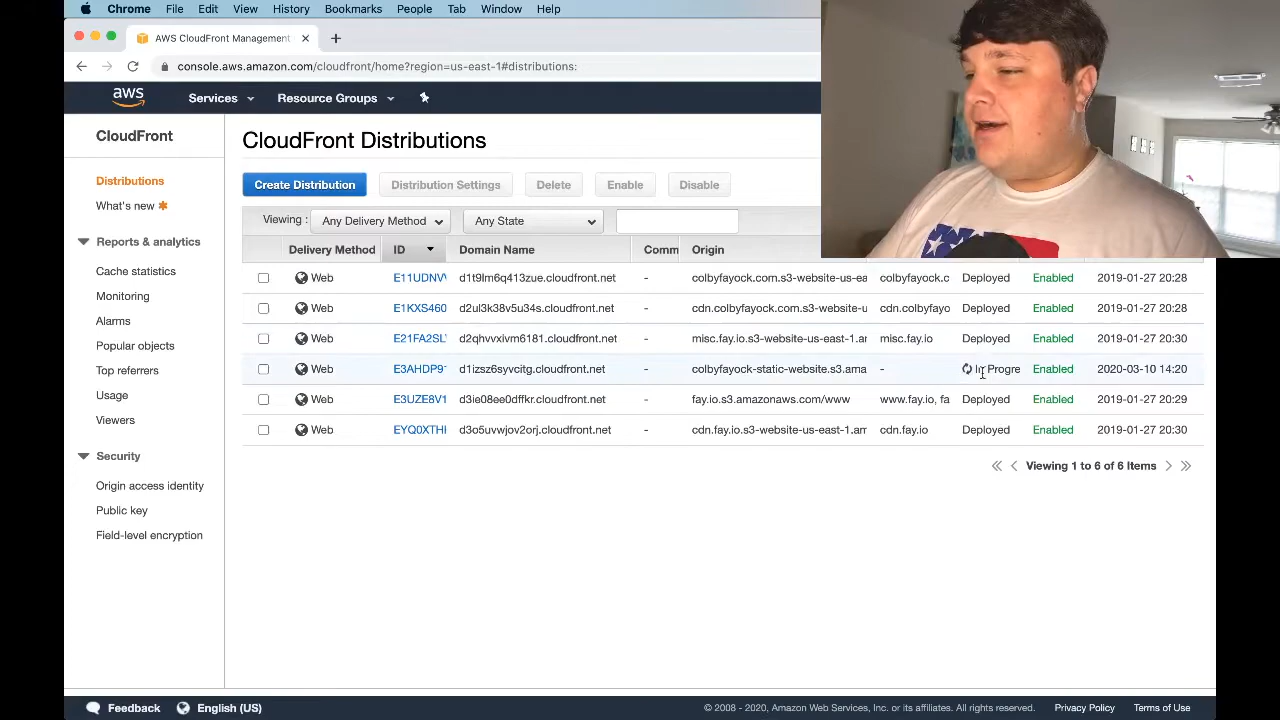 Chrome File Edit View History Bookmarks People Tab Window Help
AWS CloudFront Management
console.aws.amazon.com/cloudfront/home?region=us-east-1#distributions:
aws Services Resource Groups
CloudFront
Distributions
What's new
Reports & analytics
Cache statistics
Monitoring
Alarms
Popular objects
Top referrers
Usage
Viewers
Security
Origin access identity
Public key
Field-level encryption
CloudFront Distributions
Create Distribution Distribution Settings Delete Enable Disable
Viewing : Any Delivery Method Any State
Delivery Method ID Domain Name Comm Origin
Web E11UDNV d1t9lm6q413zue.cloudfront.net - colbyfayock.com.s3-website-us-ea colbyfayock.c Deployed Enabled 2019-01-27 20:28
Web E1KXS460 d2ul3k38v5u34s.cloudfront.net - cdn.colbyfayock.com.s3-website-u cdn.colbyfayo Deployed Enabled 2019-01-27 20:28
Web E21FA2SL d2qhvvxivm6181.cloudfront.net - misc.fay.io.s3-website-us-east-1.ar misc.fay.io Deployed Enabled 2019-01-27 20:30
Web E3AHDP9 d1izsz6syvcitg.cloudfront.net - colbyfayock-static-website.s3.ama - In Progre Enabled 2020-03-10 14:20
Web E3UZE8V1 d3ie08ee0dffkr.cloudfront.net - fay.io.s3.amazonaws.com/www www.fay.io, fa Deployed Enabled 2019-01-27 20:29
Web EYQ0XTHI d3o5uvwjov2orj.cloudfront.net - cdn.fay.io.s3-website-us-east-1.am cdn.fay.io Deployed Enabled 2019-01-27 20:30
Viewing 1 to 6 of 6 Items
Feedback English (US) © 2008 - 2020, Amazon Web Services, Inc. or its affiliates. All rights reserved. Privacy Policy Terms of Use